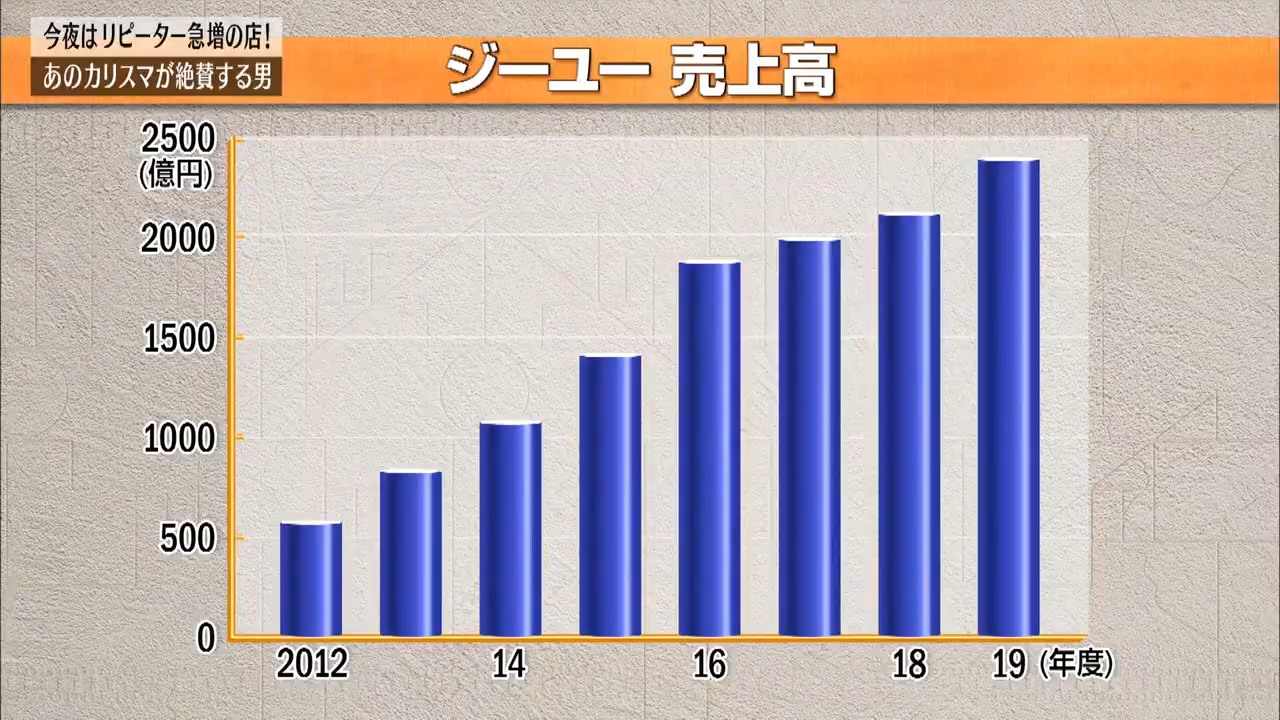 今夜はリピーター急増の店!
あのカリスマが絶賛する男
ジーユー 売上高
2500
(億円)
2000
1500
1000
500
0
2012 14 16 18 19 (年度)